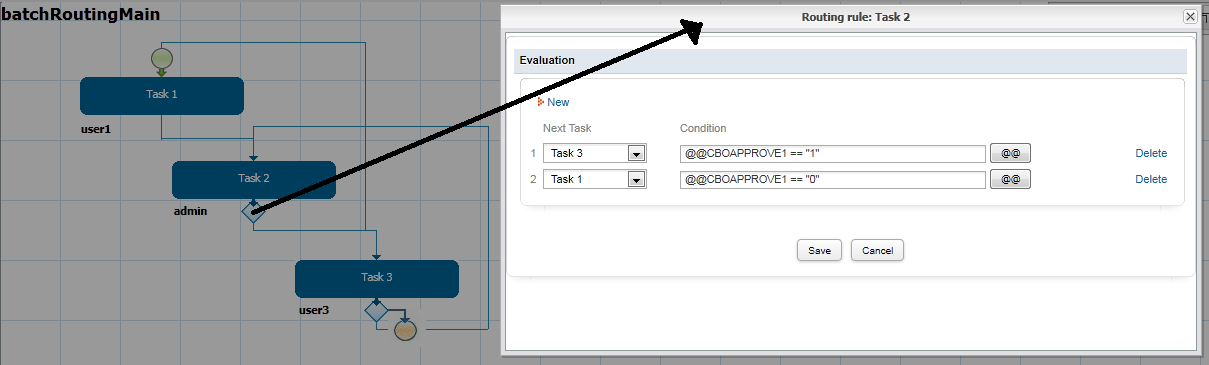 batchRoutingMain
Task 1
user1
Task 2
admin
Task 3
user3
Routing rule: Task 2
Evaluation
New
Next Task Condition
1 Task 3 @@CBOAPPROVE1 == "1" @@ Delete
2 Task 1 @@CBOAPPROVE1 == "0" @@ Delete
Save Cancel